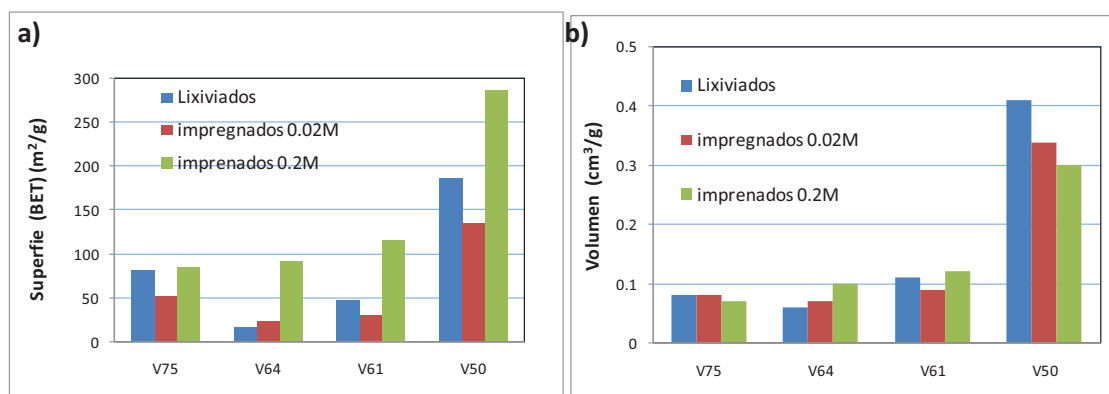 a)
Superfie (BET) (m²/g)
300
250
200
150
100
50
0
Lixiviados
impregnados 0.02M
imprenados 0.2M
V75 V64 V61 V50
b)
Volumen (cm³/g)
0.5
0.4
0.3
0.2
0.1
0
Lixiviados
impregnados 0.02M
imprenados 0.2M
V75 V64 V61 V50